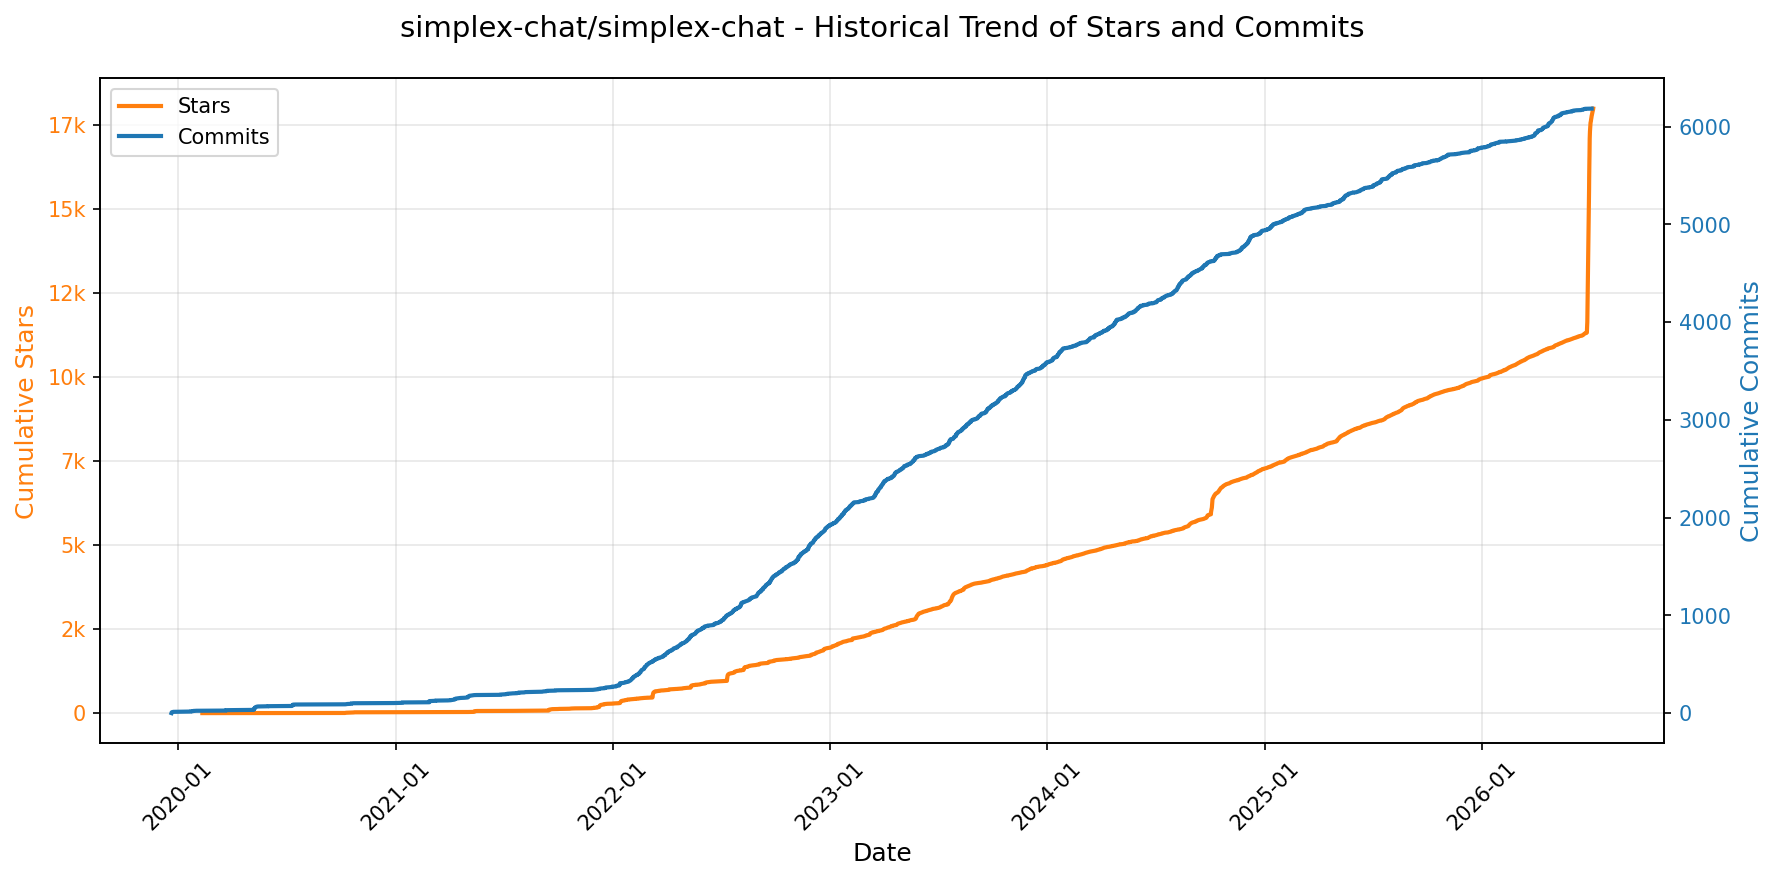 simplex-chat/simplex-chat - Historical Trend of Stars and Commits
Stars
Commits
17k
15k
12k
10k
7k
5k
2k
0
Cumulative Stars
6000
5000
4000
3000
2000
1000
0
Cumulative Commits
2020-01
2021-01
2022-01
2023-01
2024-01
2025-01
2026-01
Date